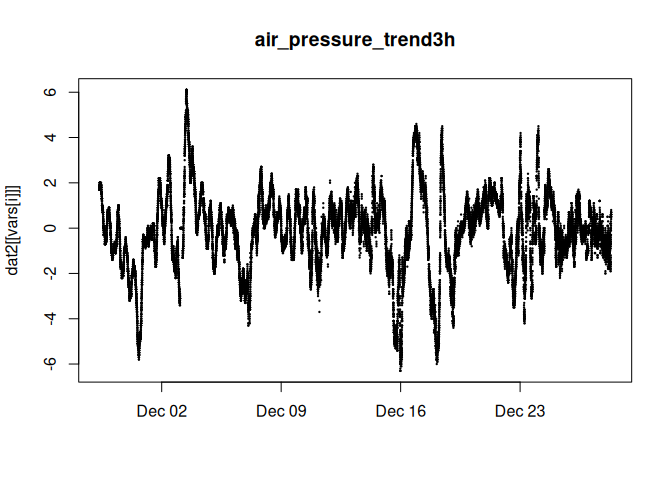 air_pressure_trend3h
dat2[[vars[i]]
6
4
2
0
-2
-4
-6
Dec 02
Dec 09
Dec 16
Dec 23